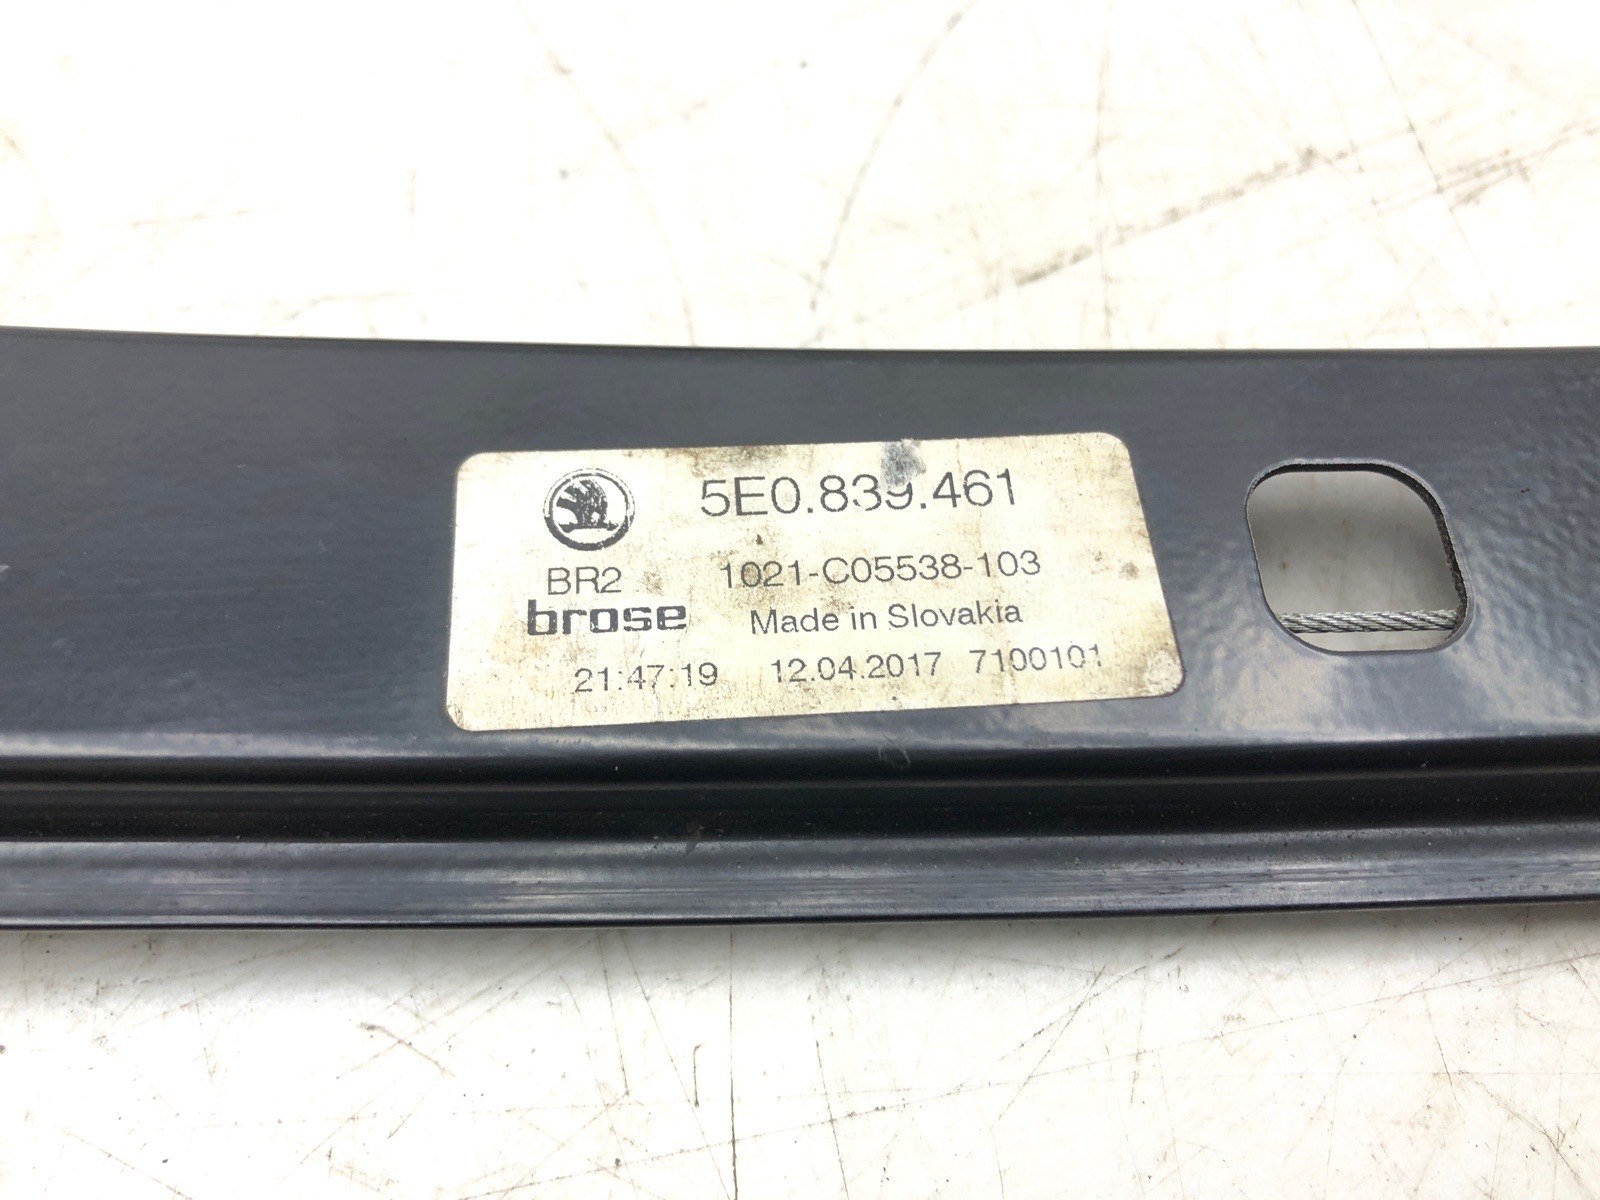 5E0.839.461
BR2 1021-C05538-103
brose Made in Slovakia
21:47:19 12.04.2017 7100101